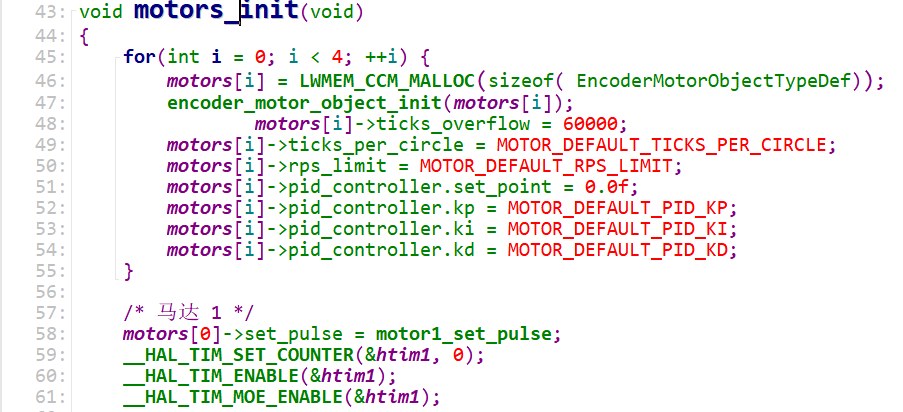 43: void motors_init(void)
44: {
45:     for(int i = 0; i < 4; ++i) {
46:         motors[i] = LWMEM_CCM_MALLOC(sizeof( EncoderMotorObjectTypeDef));
47:         encoder_motor_object_init(motors[i]);
48:                 motors[i]->ticks_overflow = 60000;
49:         motors[i]->ticks_per_circle = MOTOR_DEFAULT_TICKS_PER_CIRCLE;
50:         motors[i]->rps_limit = MOTOR_DEFAULT_RPS_LIMIT;
51:         motors[i]->pid_controller.set_point = 0.0f;
52:         motors[i]->pid_controller.kp = MOTOR_DEFAULT_PID_KP;
53:         motors[i]->pid_controller.ki = MOTOR_DEFAULT_PID_KI;
54:         motors[i]->pid_controller.kd = MOTOR_DEFAULT_PID_KD;
55:     }
56:
57:     /* 马达 1 */
58:     motors[0]->set_pulse = motor1_set_pulse;
59:     __HAL_TIM_SET_COUNTER(&htim1, 0);
60:     __HAL_TIM_ENABLE(&htim1);
61:     __HAL_TIM_MOE_ENABLE(&htim1);